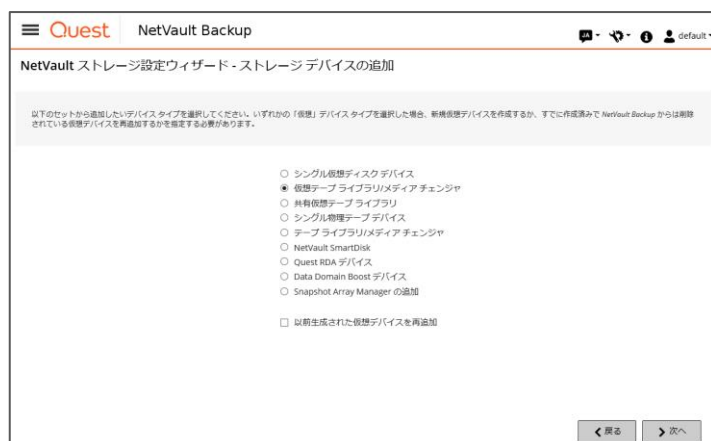 Quest NetVault Backup
JA default
NetVault ストレージ設定ウィザード - ストレージ デバイスの追加
以下のセットから追加したいデバイス タイプを選択してください。いずれかの「仮想」デバイス タイプを選択した場合、新規仮想デバイスを作成するか、すでに作成済みで NetVault Backup からは削除
されている仮想デバイスを再追加するかを指定する必要があります。
シングル仮想ディスク デバイス
仮想テープ ライブラリ/メディア チェンジャ
共有仮想テープ ライブラリ
シングル物理テープ デバイス
テープ ライブラリ/メディア チェンジャ
NetVault SmartDisk
Quest RDA デバイス
Data Domain Boost デバイス
Snapshot Array Manager の追加
以前生成された仮想デバイスを再追加
戻る 次へ